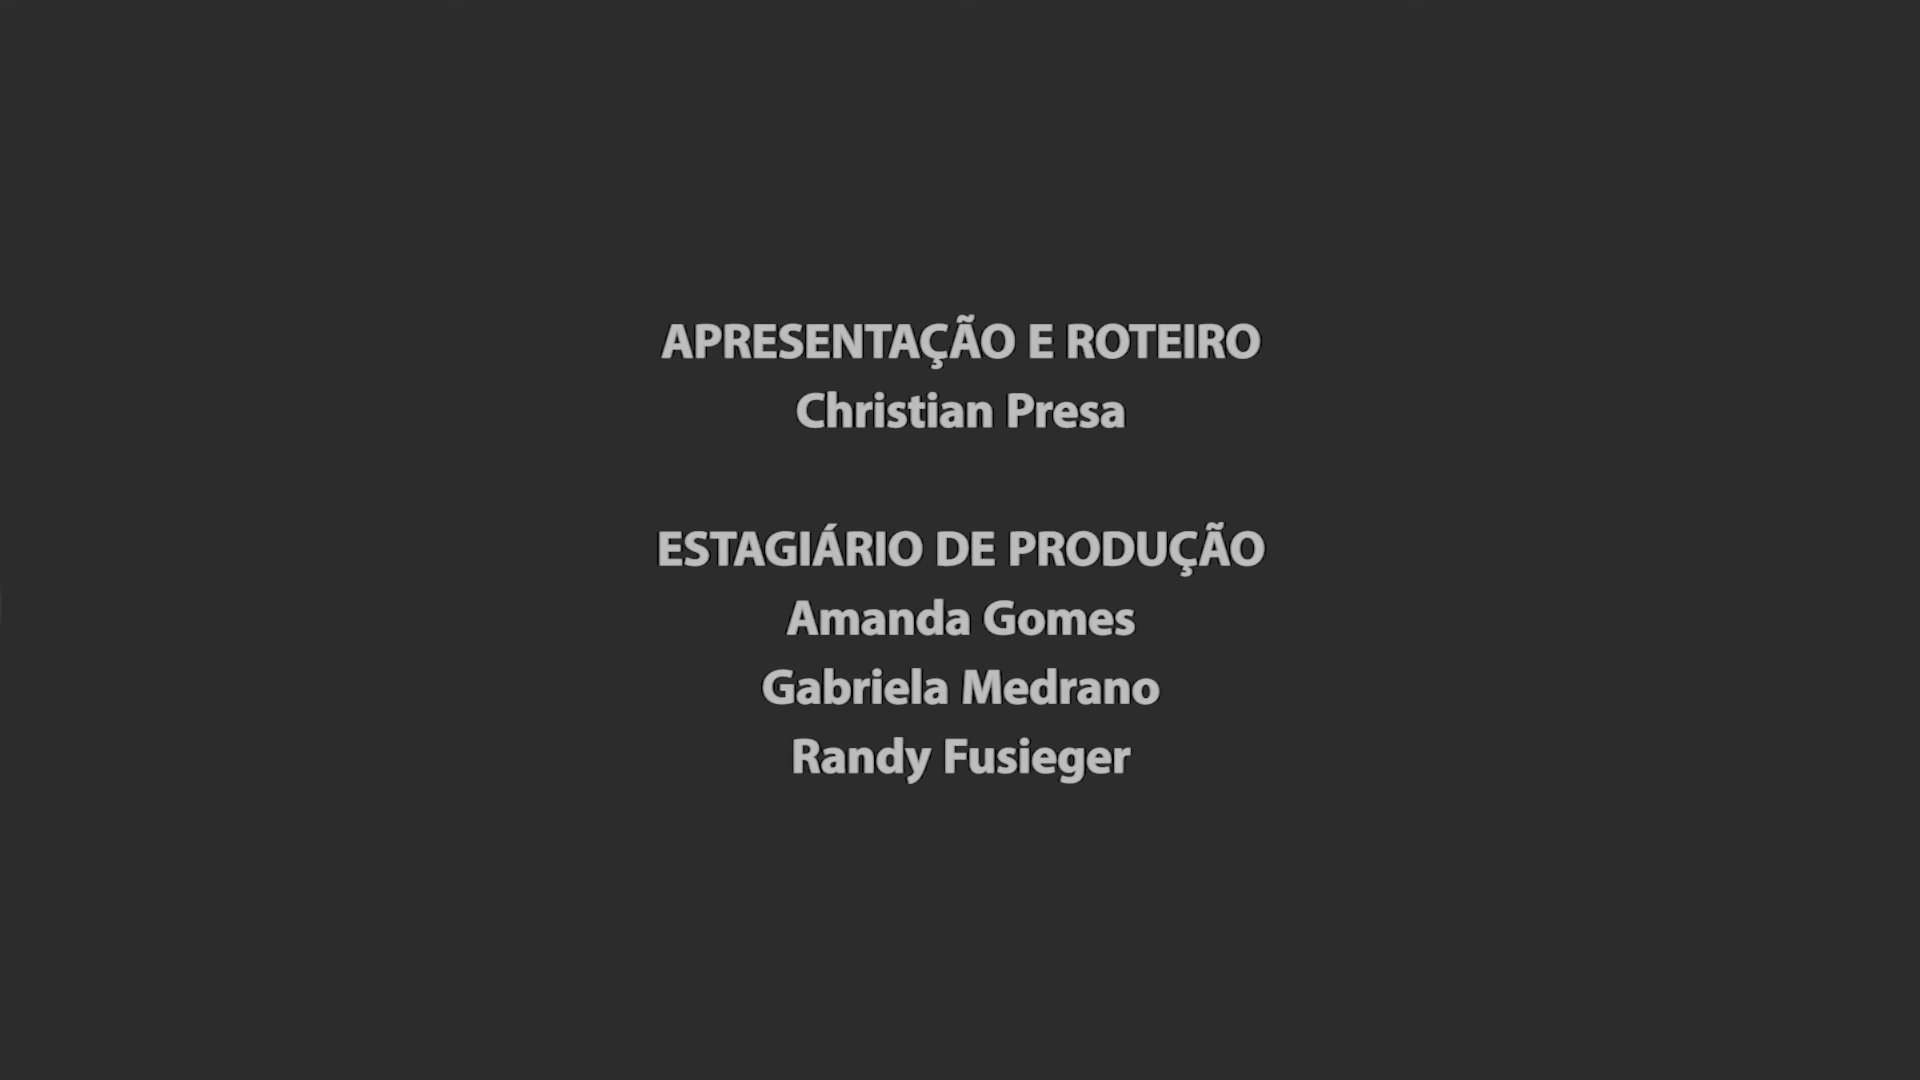 APRESENTAÇÃO E ROTEIRO
Christian Presa
ESTAGIÁRIO DE PRODUÇÃO
Amanda Gomes
Gabriela Medrano
Randy Fusieger